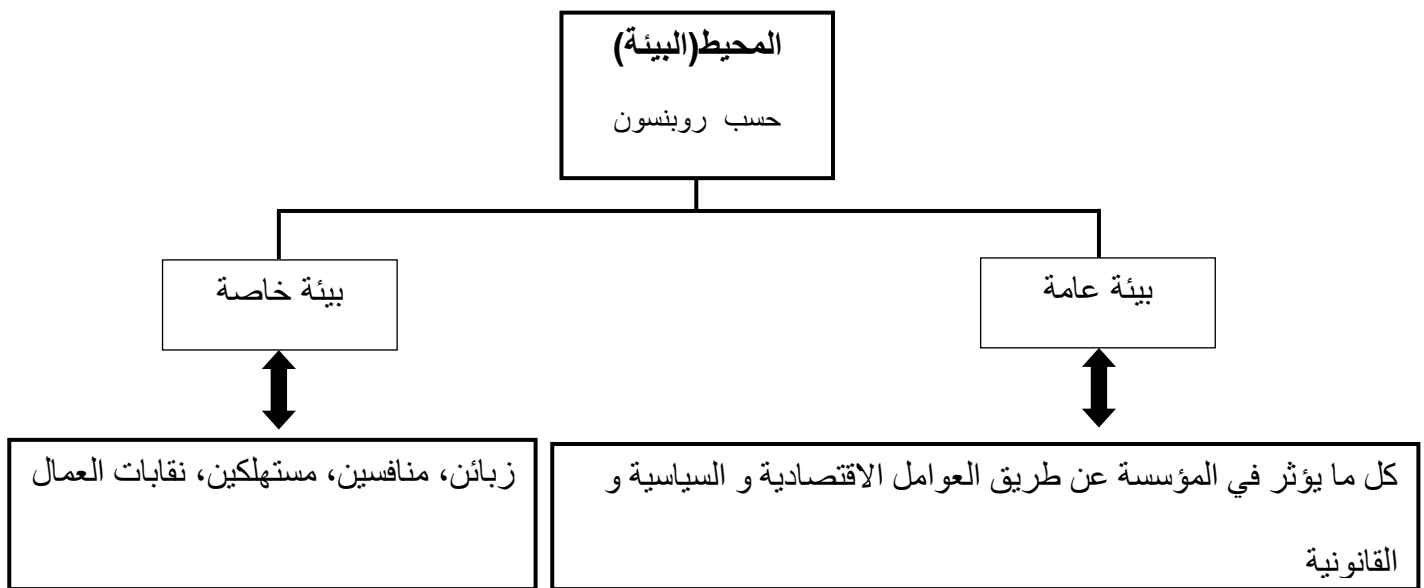 المحيط(البيئة)
حسب روبنسون
بيئة عامة
بيئة خاصة
كل ما يؤثر في المؤسسة عن طريق العوامل الاقتصادية و السياسية و
القانونية
زبائن، منافسين، مستهلكين، نقابات العمال